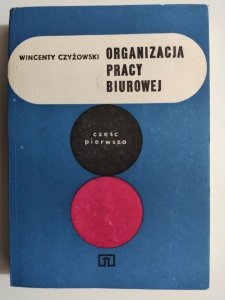 WINCENTY CZYŻOWSKI
ORGANIZACJA
PRACY
BIUROWEJ
część
pierwsza